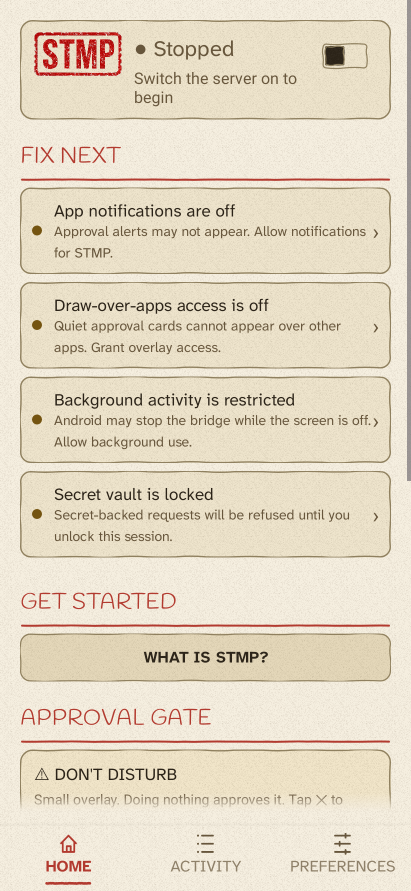 STMP
● Stopped
Switch the server on to
begin
FIX NEXT
App notifications are off
Approval alerts may not appear. Allow notifications
for STMP.
Draw-over-apps access is off
Quiet approval cards cannot appear over other
apps. Grant overlay access.
Background activity is restricted
Android may stop the bridge while the screen is off.
Allow background use.
Secret vault is locked
Secret-backed requests will be refused until you
unlock this session.
GET STARTED
WHAT IS STMP?
APPROVAL GATE
⚠ DON'T DISTURB
Small overlay. Doing nothing approves it. Tap ✕ to
HOME
ACTIVITY
PREFERENCES